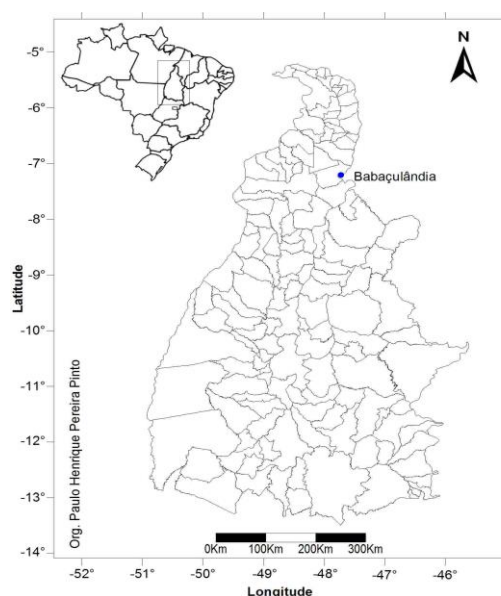 N
-5°
-6°
-7°
Babaçulândia
-8°
-9°
Latitude
-10°
-11°
-12°
-13°
-14°
Org. Paulo Henrique Pereira Pinto
0Km 100Km 200Km 300Km
-52° -51° -50° -49° -48° -47° -46°
Longitude